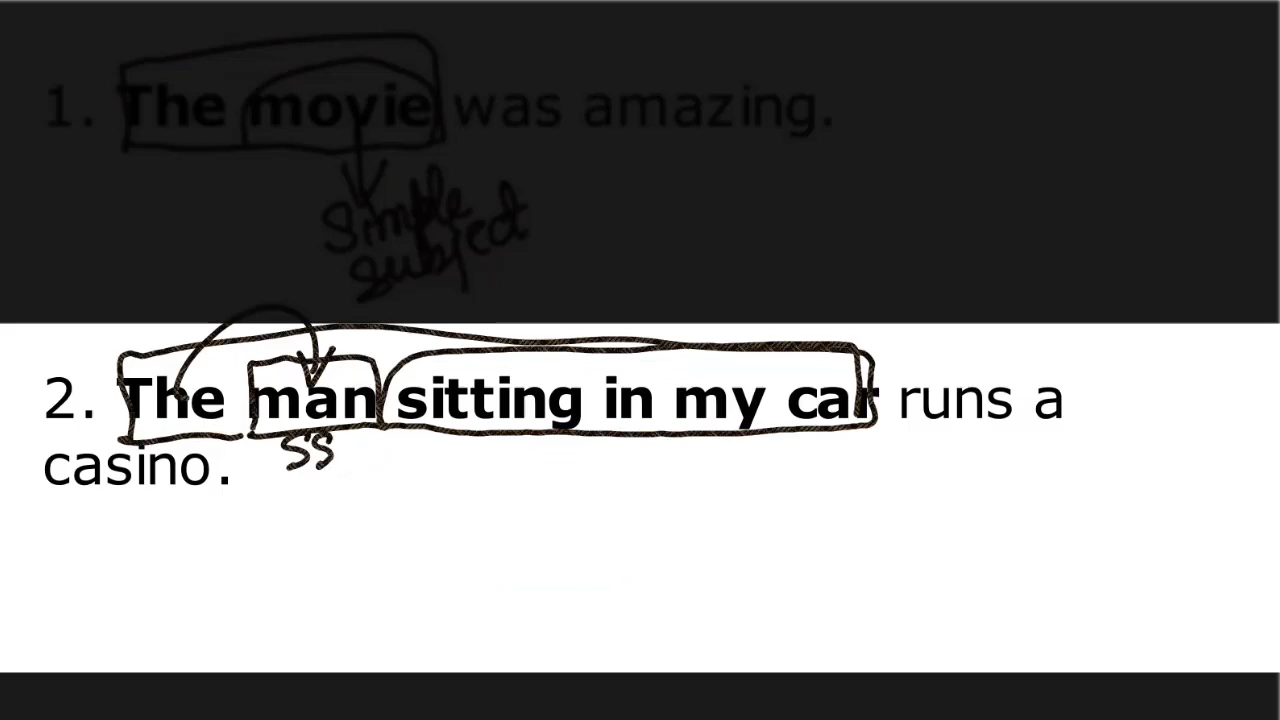 1. The movie was amazing.
Simple
subject
2. The man sitting in my car runs a
SS
casino.